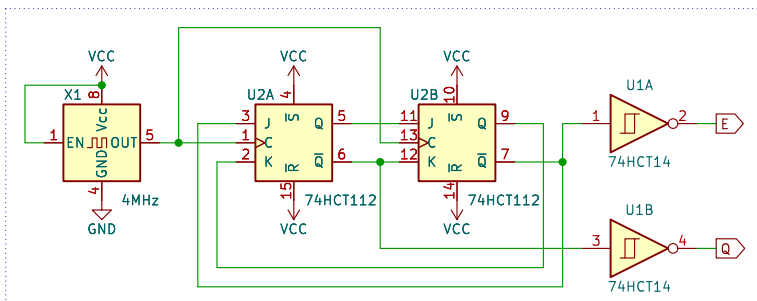 X1
VCC
8
Vcc
1
EN
OUT
5
GND
4
GND
4MHz
U2A
VCC
4
S
3
J
Q
5
1
C
2
K
Q
6
R
15
VCC
74HCT112
U2B
VCC
10
S
11
J
Q
9
13
C
12
K
Q
7
R
14
VCC
74HCT112
U1A
1
2
E
74HCT14
U1B
3
4
Q
74HCT14